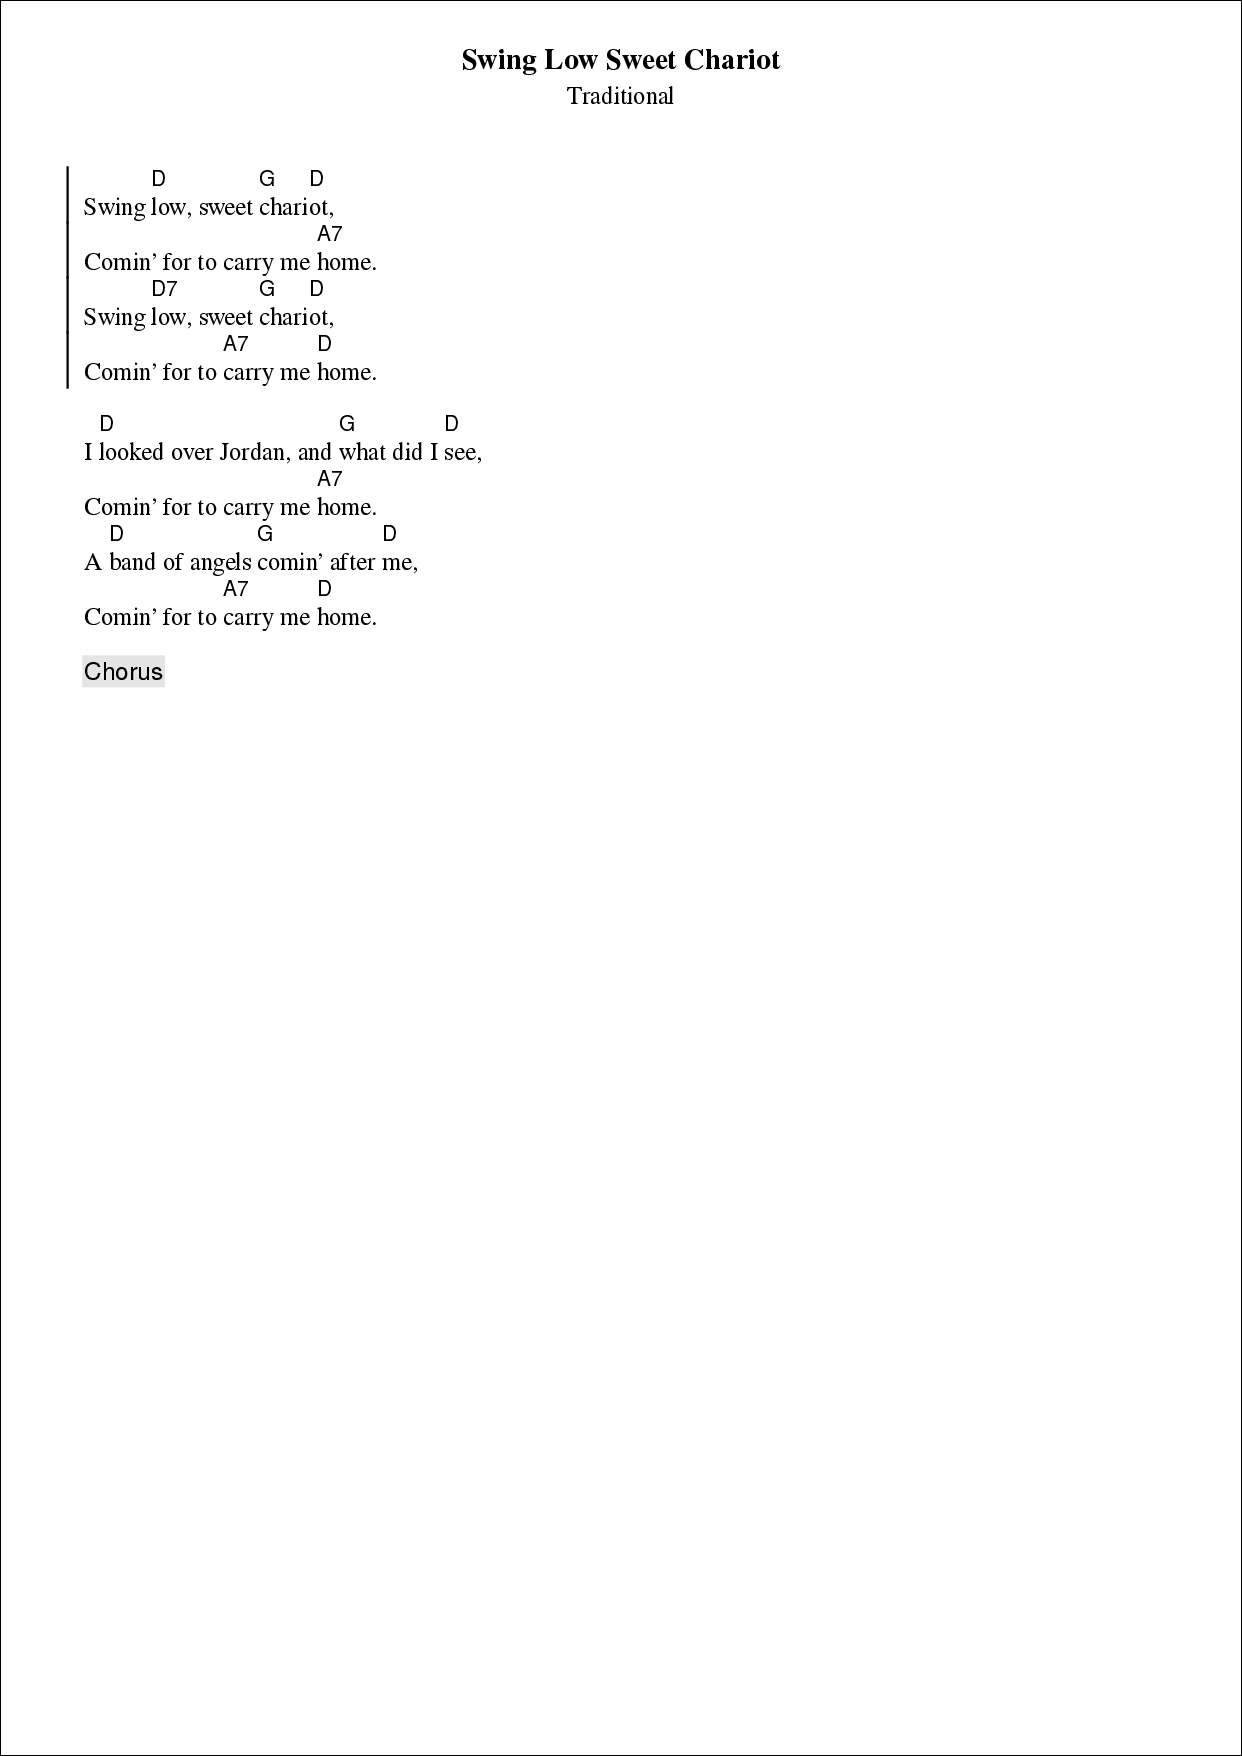 Swing Low Sweet Chariot
Traditional
D G D
Swing low, sweet chariot,
A7
Comin’ for to carry me home.
D7 G D
Swing low, sweet chariot,
A7 D
Comin’ for to carry me home.
D G D
I looked over Jordan, and what did I see,
A7
Comin’ for to carry me home.
D G D
A band of angels comin’ after me,
A7 D
Comin’ for to carry me home.
Chorus